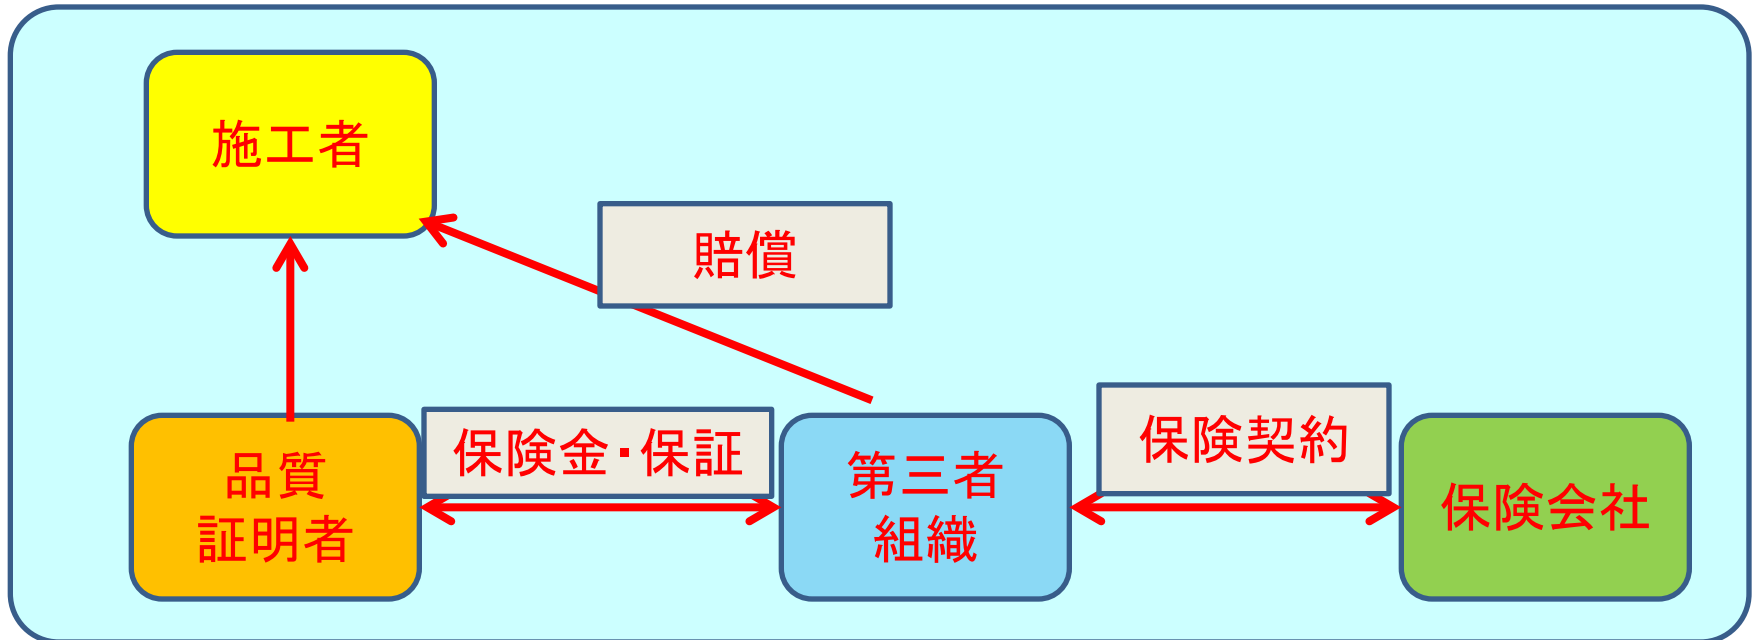 施工者
賠償
保険金・保証
保険契約
品質
証明者
第三者
組織
保険会社